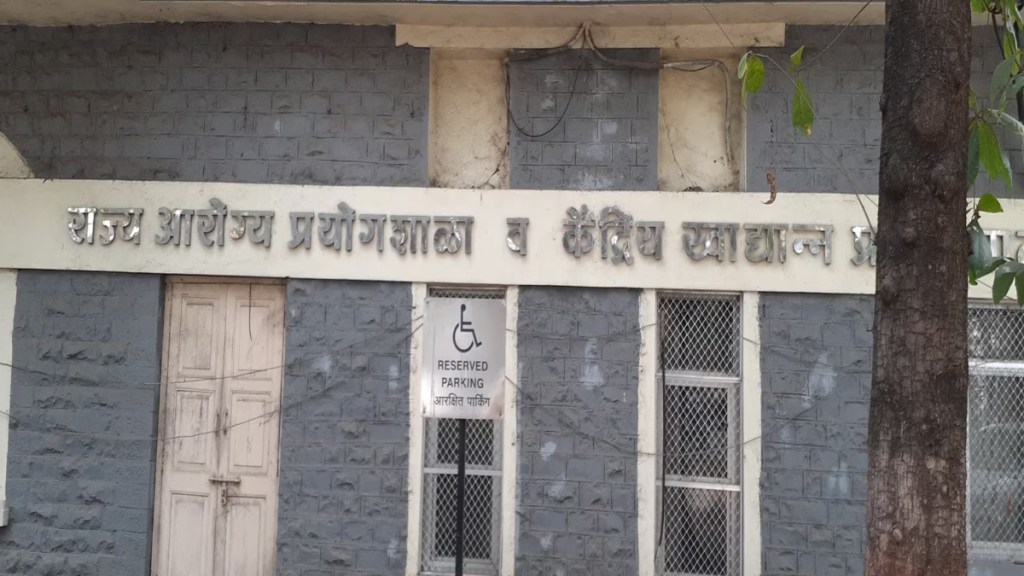 राज्य आरोग्य प्रयोगशाळा व केंद्रिय खाद्यान्न
RESERVED
PARKING
आरक्षित पार्किंग